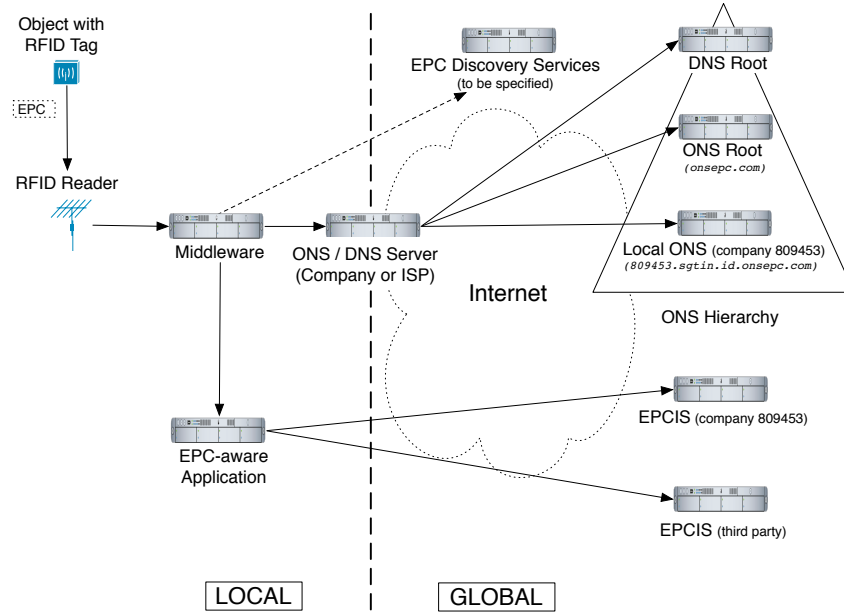 Object with
RFID Tag
EPC
RFID Reader
Middleware
ONS / DNS Server
(Company or ISP)
EPC Discovery Services
(to be specified)
DNS Root
ONS Root
(onsepc.com)
Local ONS (company 809453)
(809453.sgtin.id.onsepc.com)
Internet
ONS Hierarchy
EPC-aware
Application
EPCIS (company 809453)
EPCIS (third party)
LOCAL
GLOBAL